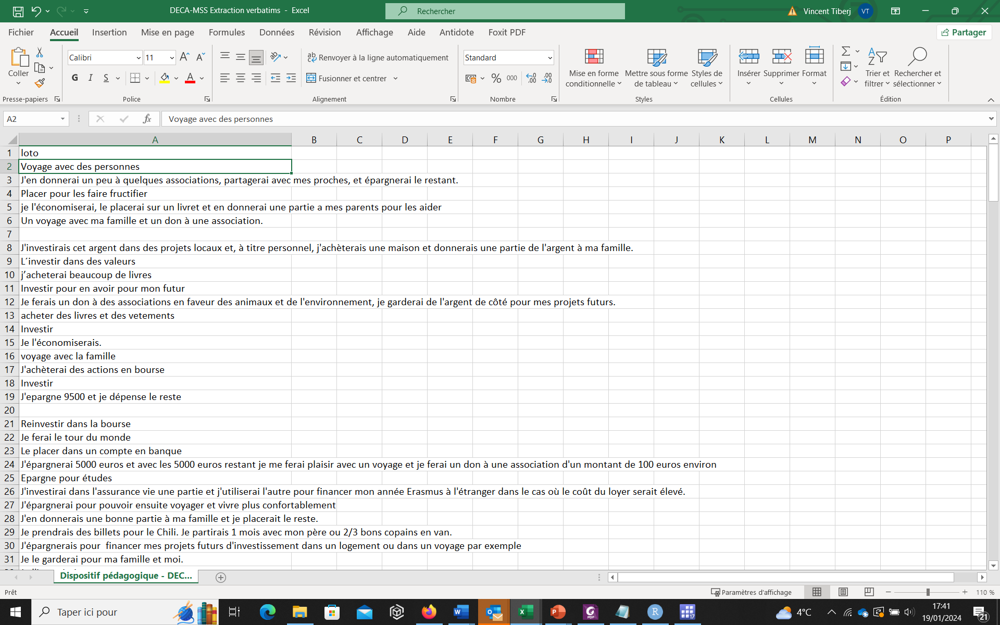 DECA-MSS Extraction verbatims - Excel
Rechercher
Vincent Tiberj
VT
Fichier Accueil Insertion Mise en page Formules Données Révision Affichage Aide Antidote Foxit PDF
Partager
Coller
Calibri 11
Renvoyer à la ligne automatiquement
Standard
G I S
Fusionner et centrer
% 000
Mise en forme conditionnelle
Mettre sous forme de tableau
Styles de cellules
Insérer Supprimer Format
Trier et filtrer
Rechercher et sélectionner
Presse-papiers Police Alignement Nombre Styles Cellules Édition
A2
fx
Voyage avec des personnes
A B C D E F G H I J K L M N O P
1 loto
2 Voyage avec des personnes
3 J'en donnerai un peu à quelques associations, partagerai avec mes proches, et épargnerai le restant.
4 Placer pour les faire fructifier
5 je l'économiserai, le placerai sur un livret et en donnerai une partie a mes parents pour les aider
6 Un voyage avec ma famille et un don à une association.
7
8 J'investirais cet argent dans des projets locaux et, à titre personnel, j'achèterais une maison et donnerais une partie de l'argent à ma famille.
9 L´investir dans des valeurs
10 j’acheterai beaucoup de livres
11 Investir pour en avoir pour mon futur
12 Je ferais un don à des associations en faveur des animaux et de l'environnement, je garderai de l'argent de côté pour mes projets futurs.
13 acheter des livres et des vetements
14 Investir
15 Je l'économiserais.
16 voyage avec la famille
17 J'achèterai des actions en bourse
18 Investir
19 J'epargne 9500 et je dépense le reste
20
21 Reinvestir dans la bourse
22 Je ferai le tour du monde
23 Le placer dans un compte en banque
24 J'épargnerai 5000 euros et avec les 5000 euros restant je me ferai plaisir avec un voyage et je ferai un don à une association d'un montant de 100 euros environ
25 Epargne pour études
26 J'investirai dans l'assurance vie une partie et j'utiliserai l'autre pour financer mon année Erasmus à l'étranger dans le cas où le coût du loyer serait élevé.
27 J'épargnerai pour pouvoir ensuite voyager et vivre plus confortablement
28 J'en donnerais une bonne partie à ma famille et je placerait le reste.
29 Je prendrais des billets pour le Chili. Je partirais 1 mois avec mon père ou 2/3 bons copains en van.
30 J'épargnerais pour  financer mes projets futurs d'investissement dans un logement ou dans un voyage par exemple
31 Je le garderai pour ma famille et moi.
Dispositif pédagogique - DEC...
Prêt
Paramètres d'affichage
110 %
Taper ici pour
4°C
17:41
19/01/2024
21